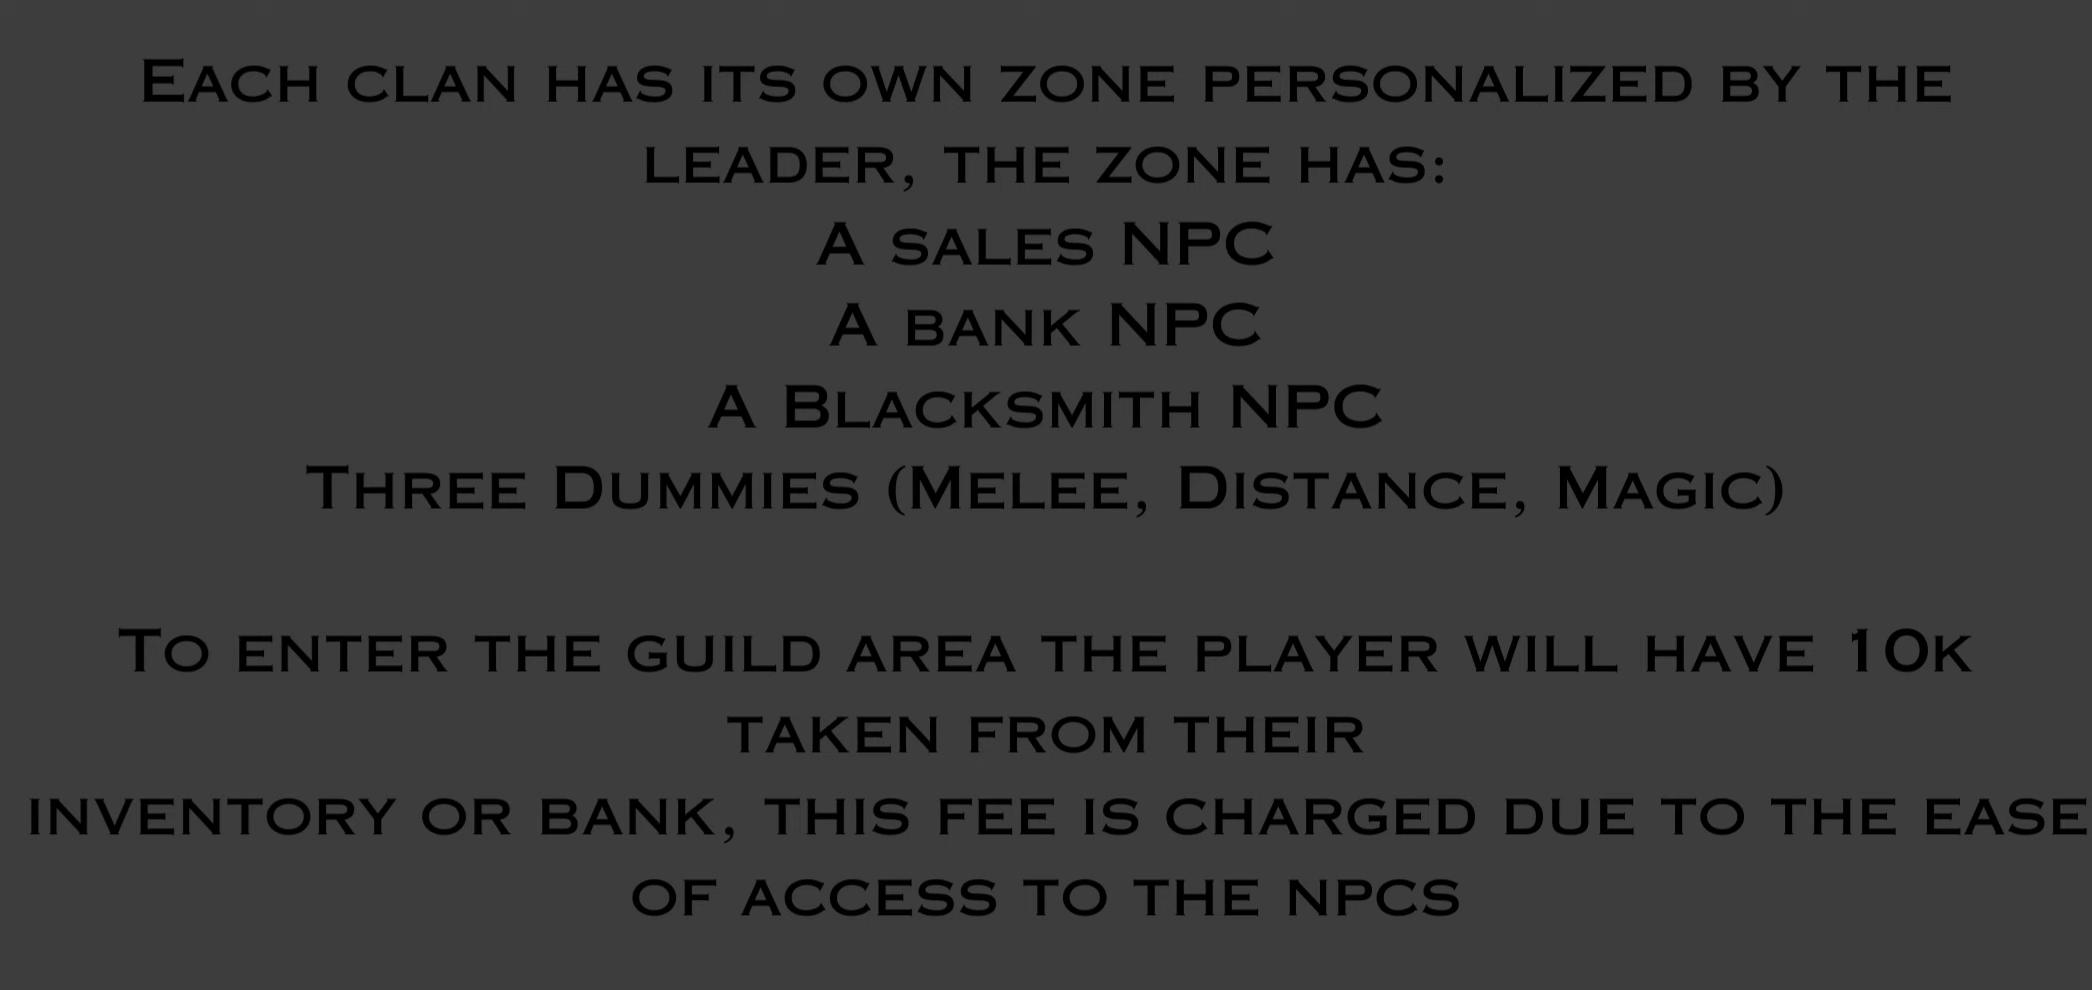 Each clan has its own zone personalized by the
leader, the zone has:
A sales NPC
A bank NPC
A Blacksmith NPC
Three Dummies (Melee, Distance, Magic)
To enter the guild area the player will have 10k
taken from their
inventory or bank, this fee is charged due to the ease
of access to the npcs